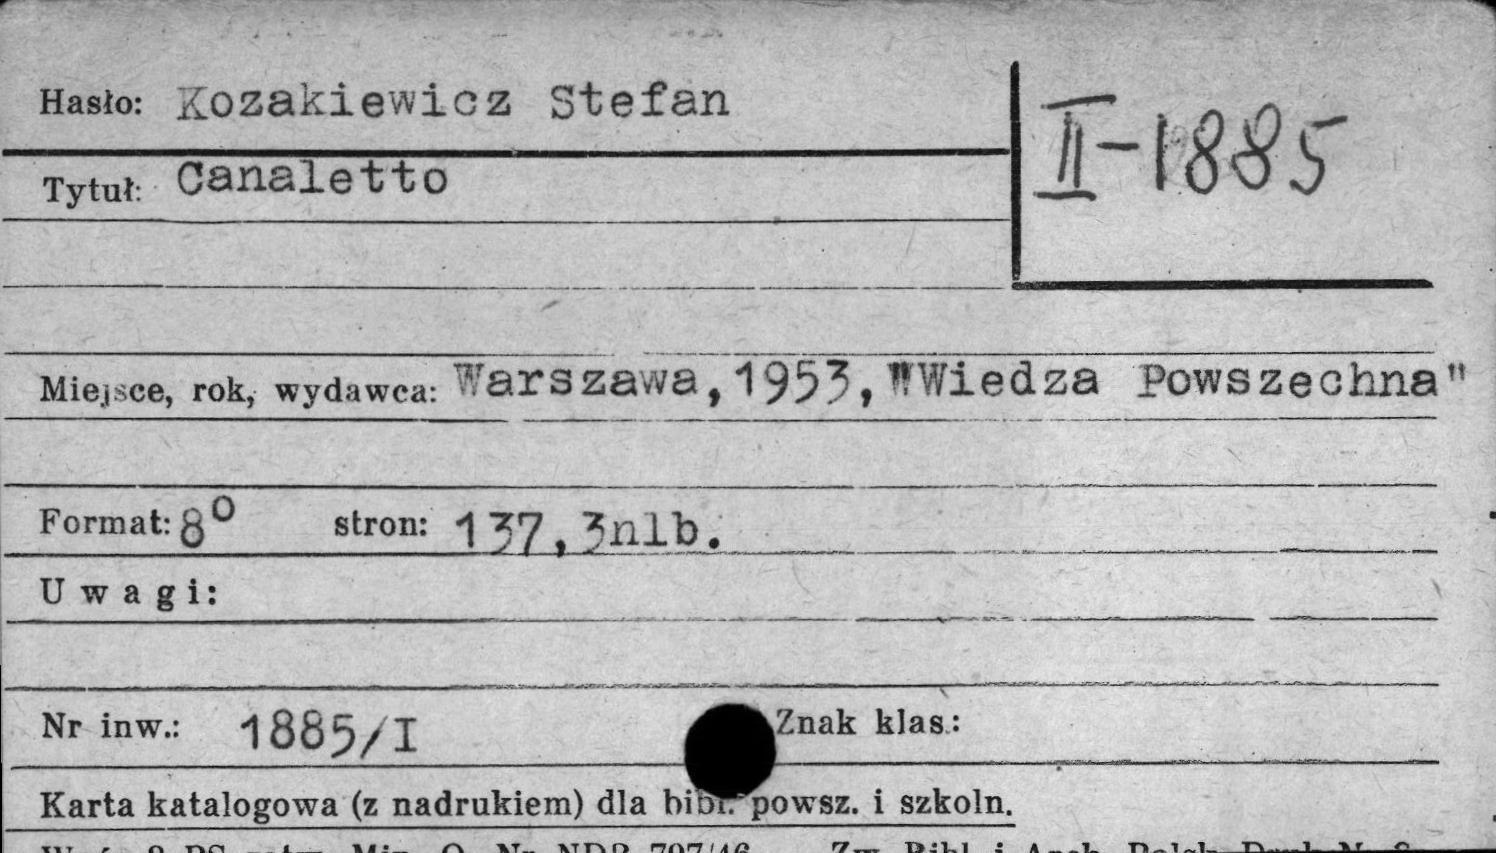 Hasło: Kozakiewicz Stefan
II-1885
Tytuł: Canaletto
Miejsce, rok, wydawca: Warszawa,1953,"Wiedza Powszechna"
Format: 8° stron: 137,3nlb.
Uwagi:
Nr inw.: 1885/I Znak klas.:
Karta katalogowa (z nadrukiem) dla bibl. powsz. i szkoln.